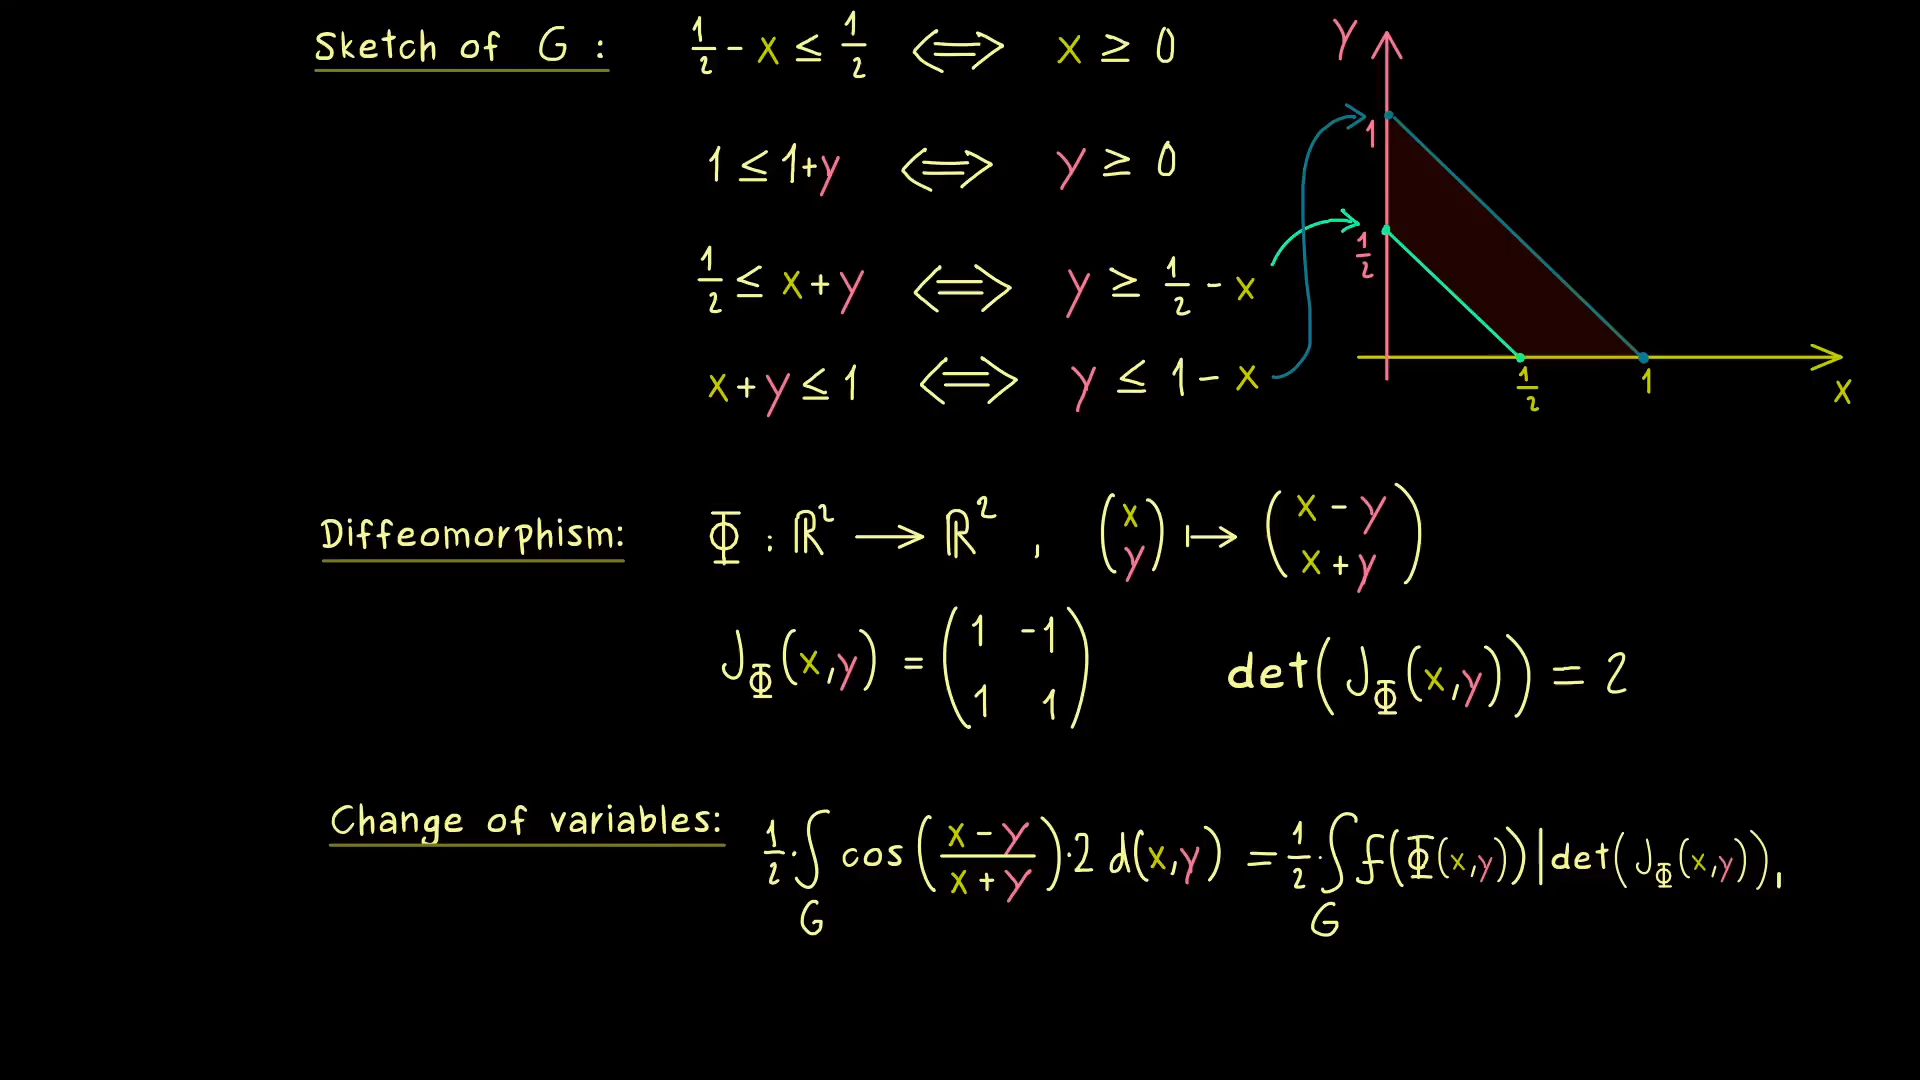 Sketch of G : 1/2 - x ≤ 1/2 ⟺ x ≥ 0
1 ≤ 1+y ⟺ y ≥ 0
1/2 ≤ x+y ⟺ y ≥ 1/2 - x
x+y ≤ 1 ⟺ y ≤ 1 - x
y
1
1/2
1/2 1
x
Diffeomorphism: Φ : ℝ² ⟶ ℝ² , (x y) ↦ (x - y x + y)
J_Φ(x,y) = (1 -1 1 1) det(J_Φ(x,y)) = 2
Change of variables: 1/2 · ∫_G cos((x - y)/(x + y)) · 2 d(x,y) = 1/2 · ∫_G f(Φ(x,y)) |det(J_Φ(x,y))